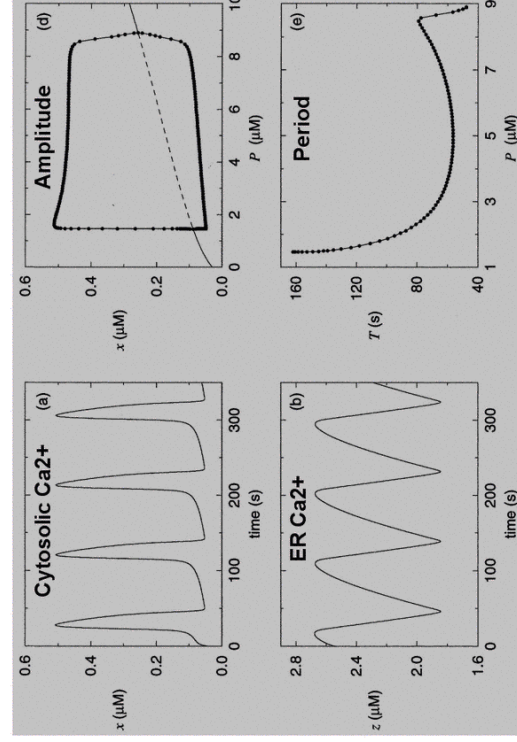 Cytosolic Ca2+
(a)
0.6
0.4
0.2
0.0
x (μM)
0
100
200
300
time (s)
Amplitude
(d)
0.6
0.4
0.2
0.0
x (μM)
0
2
4
6
8
10
P (μM)
ER Ca2+
(b)
2.8
2.4
2.0
1.6
z (μM)
0
100
200
300
time (s)
Period
(e)
160
120
80
40
T (s)
1
3
5
7
9
P (μM)